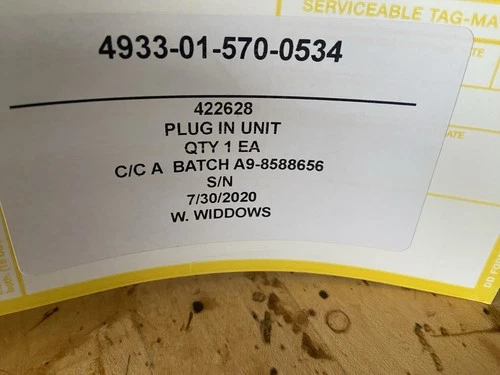 SERVICEABLE TAG-MA
4933-01-570-0534
422628
PLUG IN UNIT
QTY 1 EA
C/C A BATCH A9-8588656
S/N
7/30/2020
W. WIDDOWS